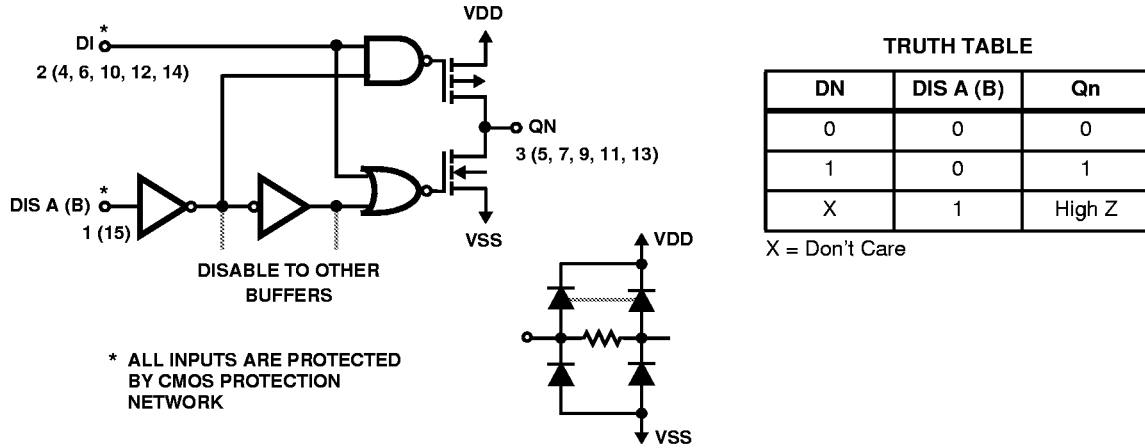 *
DI
2 (4, 6, 10, 12, 14)
VDD
QN
3 (5, 7, 9, 11, 13)
*
DIS A (B)
1 (15)
VSS
DISABLE TO OTHER
BUFFERS
VDD
VSS
* ALL INPUTS ARE PROTECTED
BY CMOS PROTECTION
NETWORK
TRUTH TABLE
DN DIS A (B) Qn
0 0 0
1 0 1
X 1 High Z
X = Don't Care